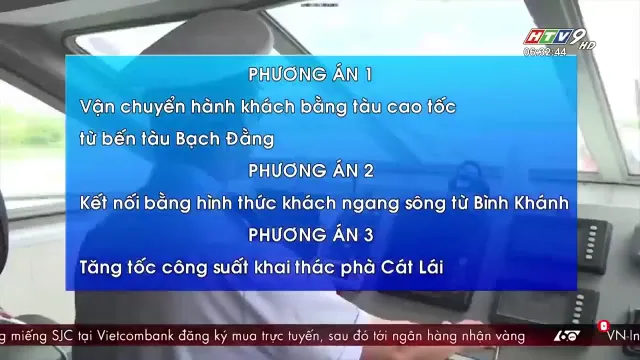 HTV9 HD
06:32:44
PHƯƠNG ÁN 1
Vận chuyển hành khách bằng tàu cao tốc
từ bến tàu Bạch Đằng
PHƯƠNG ÁN 2
Kết nối bằng hình thức khách ngang sông từ Bình Khánh
PHƯƠNG ÁN 3
Tăng tốc công suất khai thác phà Cát Lái
g miếng SJC tại Vietcombank đăng ký mua trực tuyến, sau đó tới ngân hàng nhận vàng 60 VN-In